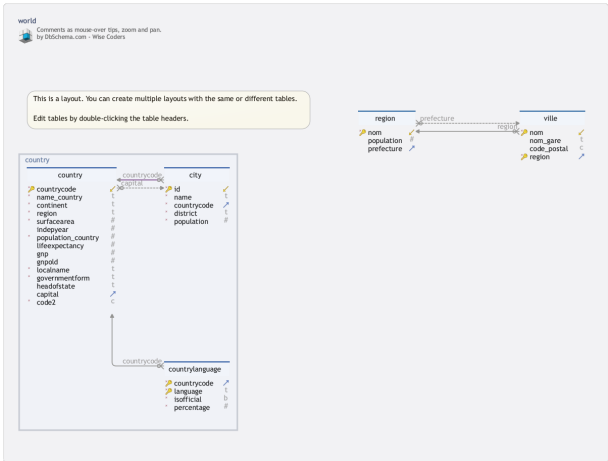 world
Comments as mouse-over tips, zoom and pan.
by DbSchema.com - Wise Coders
This is a layout. You can create multiple layouts with the same or different tables.
Edit tables by double-clicking the table headers.
region
prefecture
region
nom
population #
prefecture
ville
nom
nom_gare t
code_postal c
region
country
country
countrycode
* name_country t
* continent t
* region t
* surfacearea #
indepyear #
* population_country #
lifeexpectancy #
gnp #
gnpold #
* localname t
* governmentform t
headofstate t
capital
* code2 c
countrycode
capital
city
id
* name t
* countrycode
* district t
* population #
countrycode
countrylanguage
countrycode
language t
* isofficial b
* percentage #